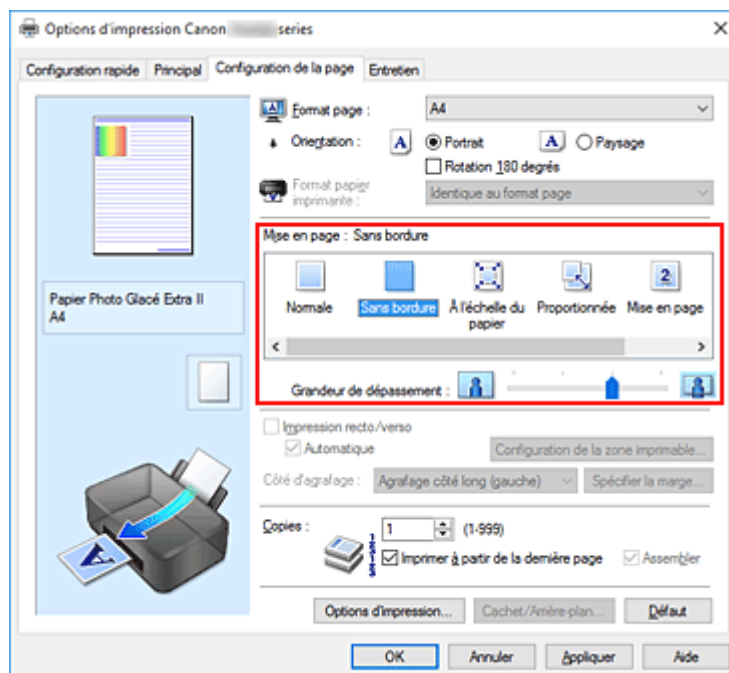 Options d'impression Canon series
Configuration rapide Principal Configuration de la page Entretien
Format page : A4
Orientation : A Portrait A Paysage
Rotation 180 degrés
Format papier imprimante : Identique au format page
Mise en page : Sans bordure
2
Normale Sans bordure À l'échelle du papier Proportionnée Mise en page
Papier Photo Glacé Extra II
A4
Grandeur de dépassement :
Impression recto/verso
Automatique Configuration de la zone imprimable...
Côté d'agrafage : Agrafage côté long (gauche) Spécifier la marge...
Copies : 1 (1-999)
Imprimer à partir de la dernière page Assembler
A
Options d'impression... Cachet/Arrière-plan... Défaut
OK Annuler Appliquer Aide